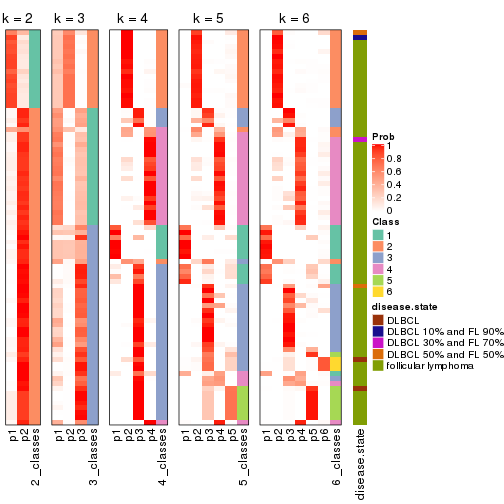 k = 2 k = 3 k = 4 k = 5 k = 6
Prob
1
0.8
0.6
0.4
0.2
0
Class
1
2
3
4
5
6
disease.state
DLBCL
DLBCL 10% and FL 90%
DLBCL 30% and FL 70%
DLBCL 50% and FL 50%
follicular lymphoma
p1 p2 2_classes p1 p2 p3 3_classes p1 p2 p3 p4 4_classes p1 p2 p3 p4 p5 5_classes p1 p2 p3 p4 p5 p6 6_classes disease.state